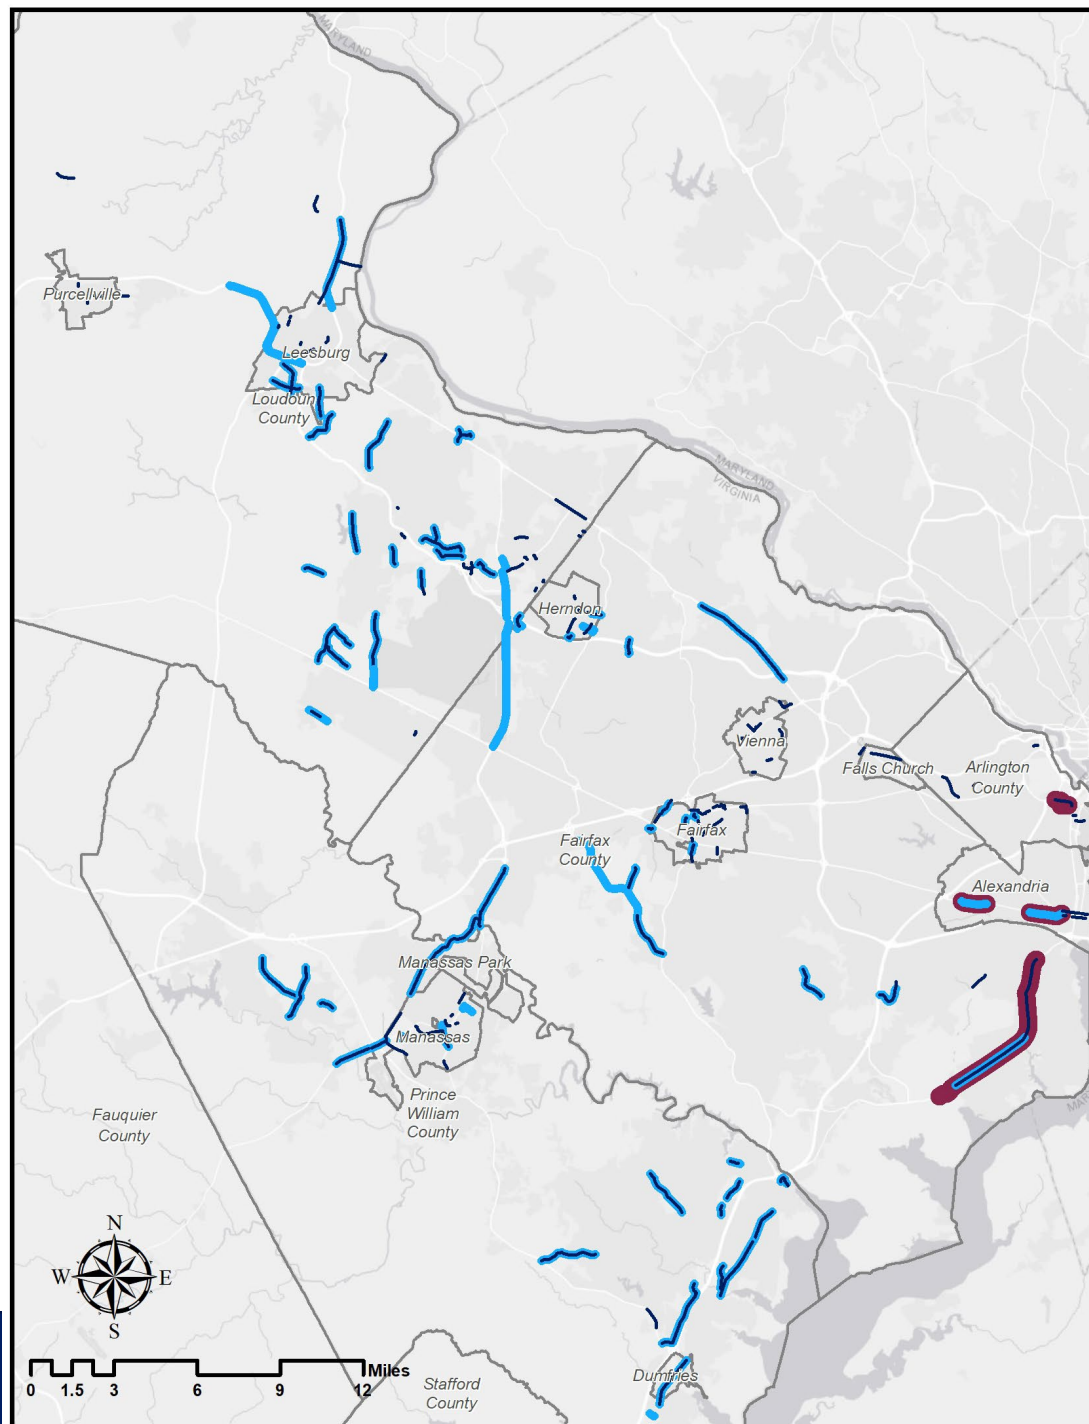 MARYLAND
Purcellville
Leesburg
Loudoun
County
MARYLAND
VIRGINIA
Herndon
Vienna
Falls Church
Arlington
County
Fairfax
County
Fairfax
Alexandria
Manassas Park
Manassas
Prince
William
County
Fauquier
County
N
W
E
S
Miles
0 1.5 3 6 9 12
Dumfries
Stafford
County